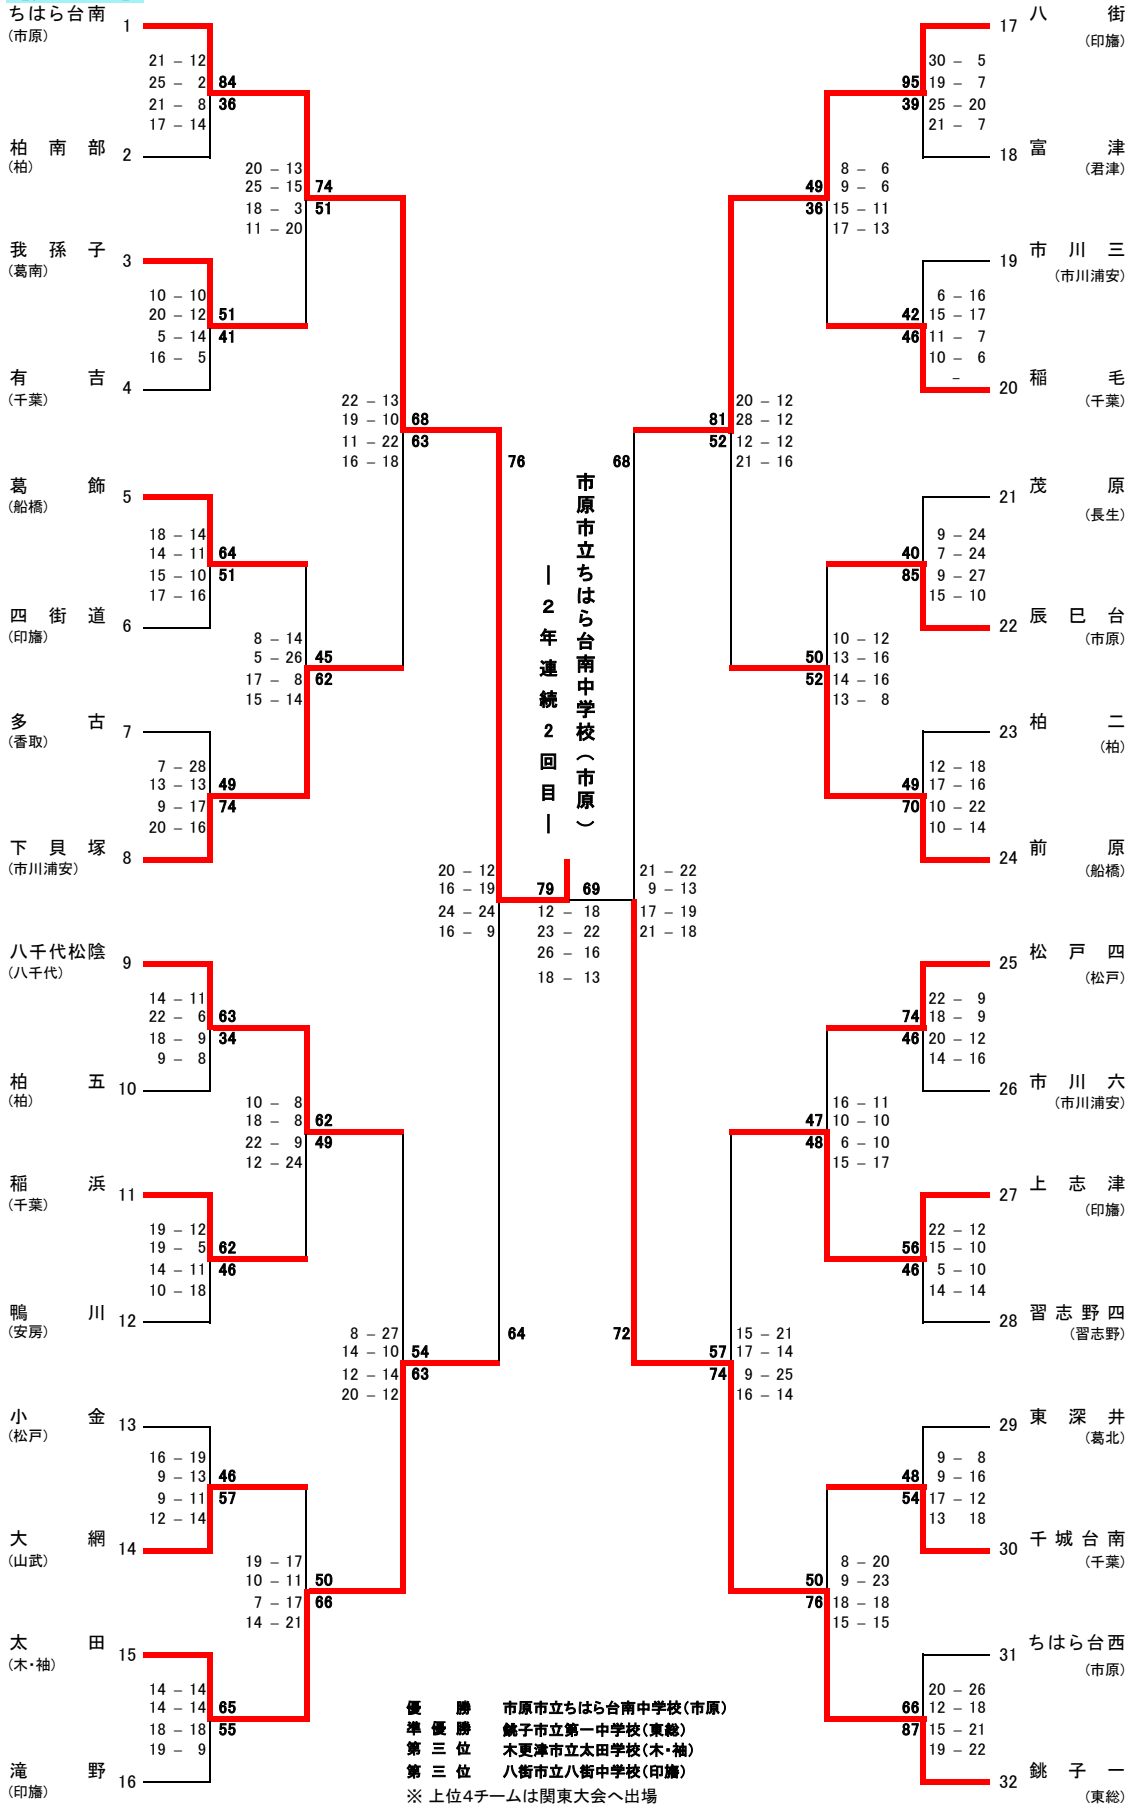 ちはら台南 1
(市原)
21 － 12
25 － 2
21 － 8
17 － 14
84
36
柏南部 2
(柏)
20 － 13
25 － 15
18 － 3
11 － 20
74
51
我孫子 3
(葛南)
10 － 10
20 － 12
5 － 14
16 － 5
51
41
有吉 4
(千葉)
22 － 13
19 － 10
11 － 22
16 － 18
68
63
葛飾 5
(船橋)
18 － 14
14 － 11
15 － 10
17 － 16
64
51
四街道 6
(印旛)
8 － 14
5 － 26
17 － 8
15 － 14
45
62
多古 7
(香取)
7 － 28
13 － 13
9 － 17
20 － 16
49
74
下貝塚 8
(市川浦安)
20 － 12
16 － 19
24 － 24
16 － 9
76
64
八千代松陰 9
(八千代)
14 － 11
22 － 6
18 － 9
9 － 8
63
34
柏五 10
(柏)
10 － 8
18 － 8
22 － 9
12 － 24
62
49
稲浜 11
(千葉)
19 － 12
19 － 5
14 － 11
10 － 18
62
46
鴨川 12
(安房)
8 － 27
14 － 10
12 － 14
20 － 12
54
63
小金 13
(松戸)
16 － 19
9 － 13
9 － 11
12 － 14
46
57
大網 14
(山武)
19 － 17
10 － 11
7 － 17
14 － 21
50
66
太田 15
(木・袖)
14 － 14
14 － 14
18 － 18
19 － 9
65
55
滝野 16
(印旛)
市原市立ちはら台南中学校(市原)
ー2年連続2回目ー
79 69
12 － 18
23 － 22
26 － 16
18 － 13
17 八街
(印旛)
30 － 5
19 － 7
25 － 20
21 － 7
95
39
18 富津
(君津)
8 － 6
9 － 6
15 － 11
17 － 13
49
36
19 市川三
(市川浦安)
6 － 16
15 － 17
11 － 7
10 － 6
－
42
46
20 稲毛
(千葉)
20 － 12
28 － 12
12 － 12
21 － 16
81
52
21 茂原
(長生)
9 － 24
7 － 24
9 － 27
15 － 10
40
85
22 辰巳台
(市原)
10 － 12
13 － 16
14 － 16
13 － 8
50
52
23 柏二
(柏)
12 － 18
17 － 16
10 － 22
10 － 14
49
70
24 前原
(船橋)
21 － 22
9 － 13
17 － 19
21 － 18
68
72
25 松戸四
(松戸)
22 － 9
18 － 9
20 － 12
14 － 16
74
46
26 市川六
(市川浦安)
16 － 11
10 － 10
6 － 10
15 － 17
47
48
27 上志津
(印旛)
22 － 12
15 － 10
5 － 10
14 － 14
56
46
28 習志野四
(習志野)
15 － 21
17 － 14
9 － 25
16 － 14
57
74
29 東深井
(葛北)
9 － 8
9 － 16
17 － 12
13 18
48
54
30 千城台南
(千葉)
8 － 20
9 － 23
18 － 18
15 － 15
50
76
31 ちはら台西
(市原)
20 － 26
12 － 18
15 － 21
19 － 22
66
87
32 銚子一
(東総)
優勝 市原市立ちはら台南中学校(市原)
準優勝 銚子市立第一中学校(東総)
第三位 木更津市立太田学校(木・袖)
第三位 八街市立八街中学校(印旛)
※ 上位4チームは関東大会へ出場